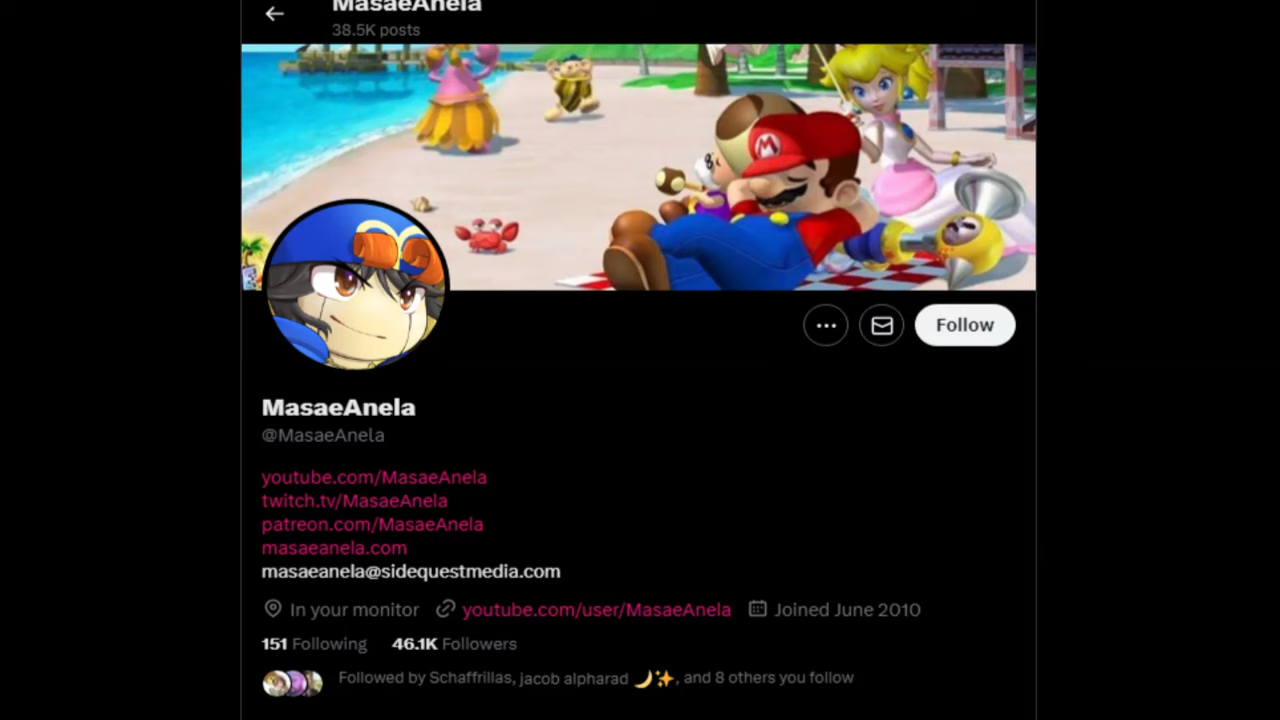 MasaeAnela
38.5K posts
M
Follow
MasaeAnela
@MasaeAnela
youtube.com/MasaeAnela
twitch.tv/MasaeAnela
patreon.com/MasaeAnela
masaeanela.com
masaeanela@sidequestmedia.com
In your monitor youtube.com/user/MasaeAnela Joined June 2010
151 Following 46.1K Followers
Followed by Schaffrillas, jacob alpharad 🌙✨, and 8 others you follow